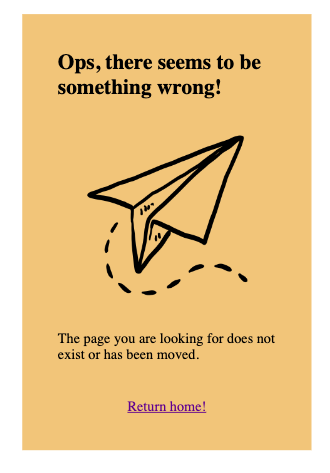 Ops, there seems to be
something wrong!
The page you are looking for does not
exist or has been moved.
Return home!